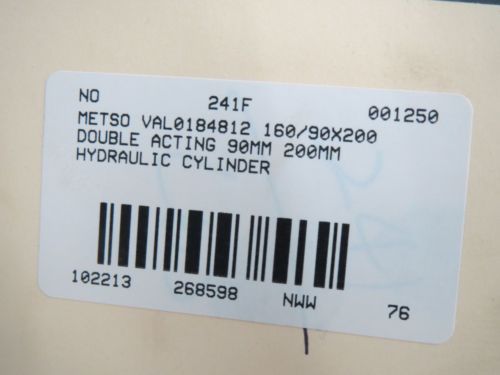 NO 241F 001250
METSO VAL0184812 160/90X200
DOUBLE ACTING 90MM 200MM
HYDRAULIC CYLINDER
102213 268598 NWW 76